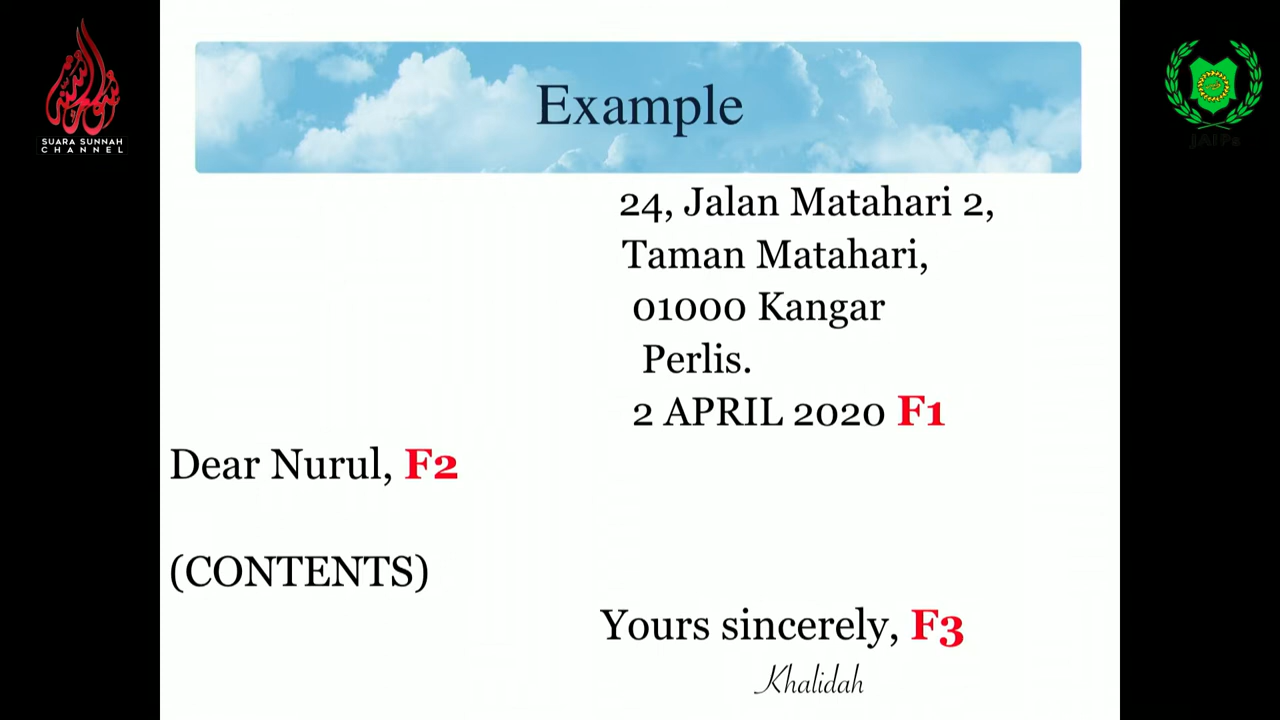 Example
SUARA SUNNAH
CHANNEL
JAIPs
24, Jalan Matahari 2,
Taman Matahari,
01000 Kangar
Perlis.
2 APRIL 2020 F1
Dear Nurul, F2
(CONTENTS)
Yours sincerely, F3
Khalidah